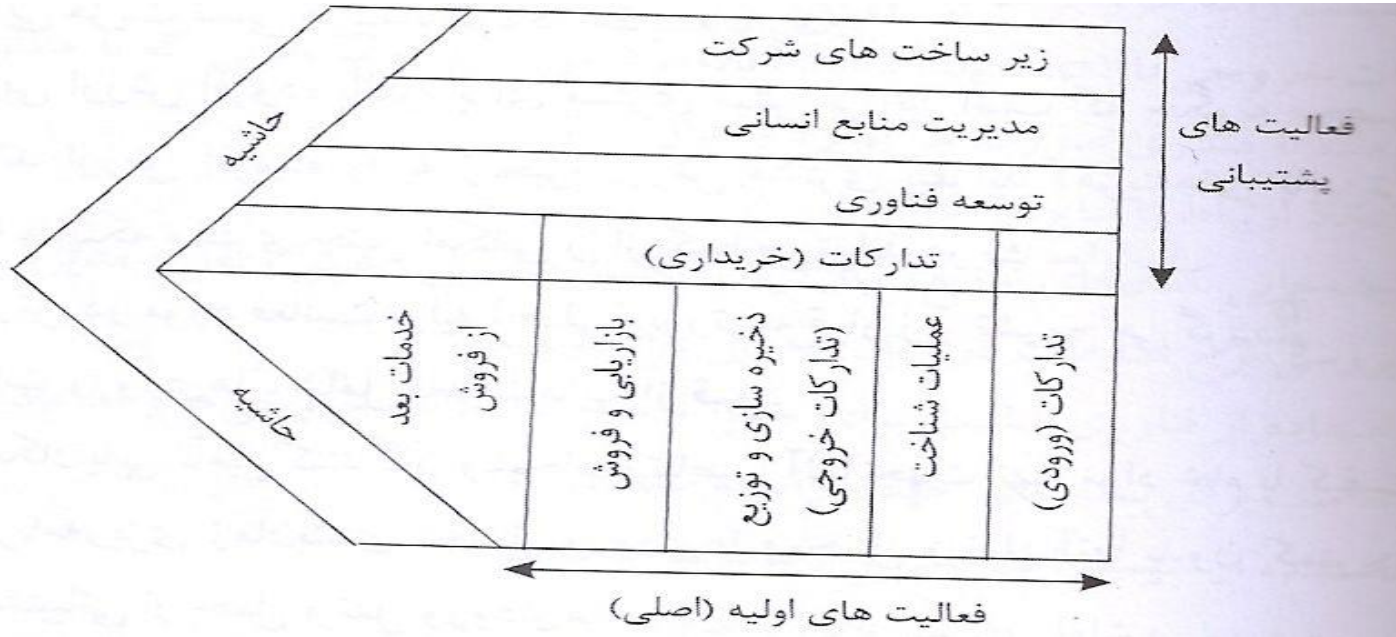 زیر ساخت های شرکت
مدیریت منابع انسانی
توسعه فناوری
تدارکات (خریداری)
فعالیت های
پشتیبانی
حاشیه
حاشیه
تدارکات (ورودی)
عملیات شناخت
ذخیره سازی و توزیع
(تدارکات خروجی)
بازاریابی و فروش
خدمات بعد
از فروش
فعالیت های اولیه (اصلی)